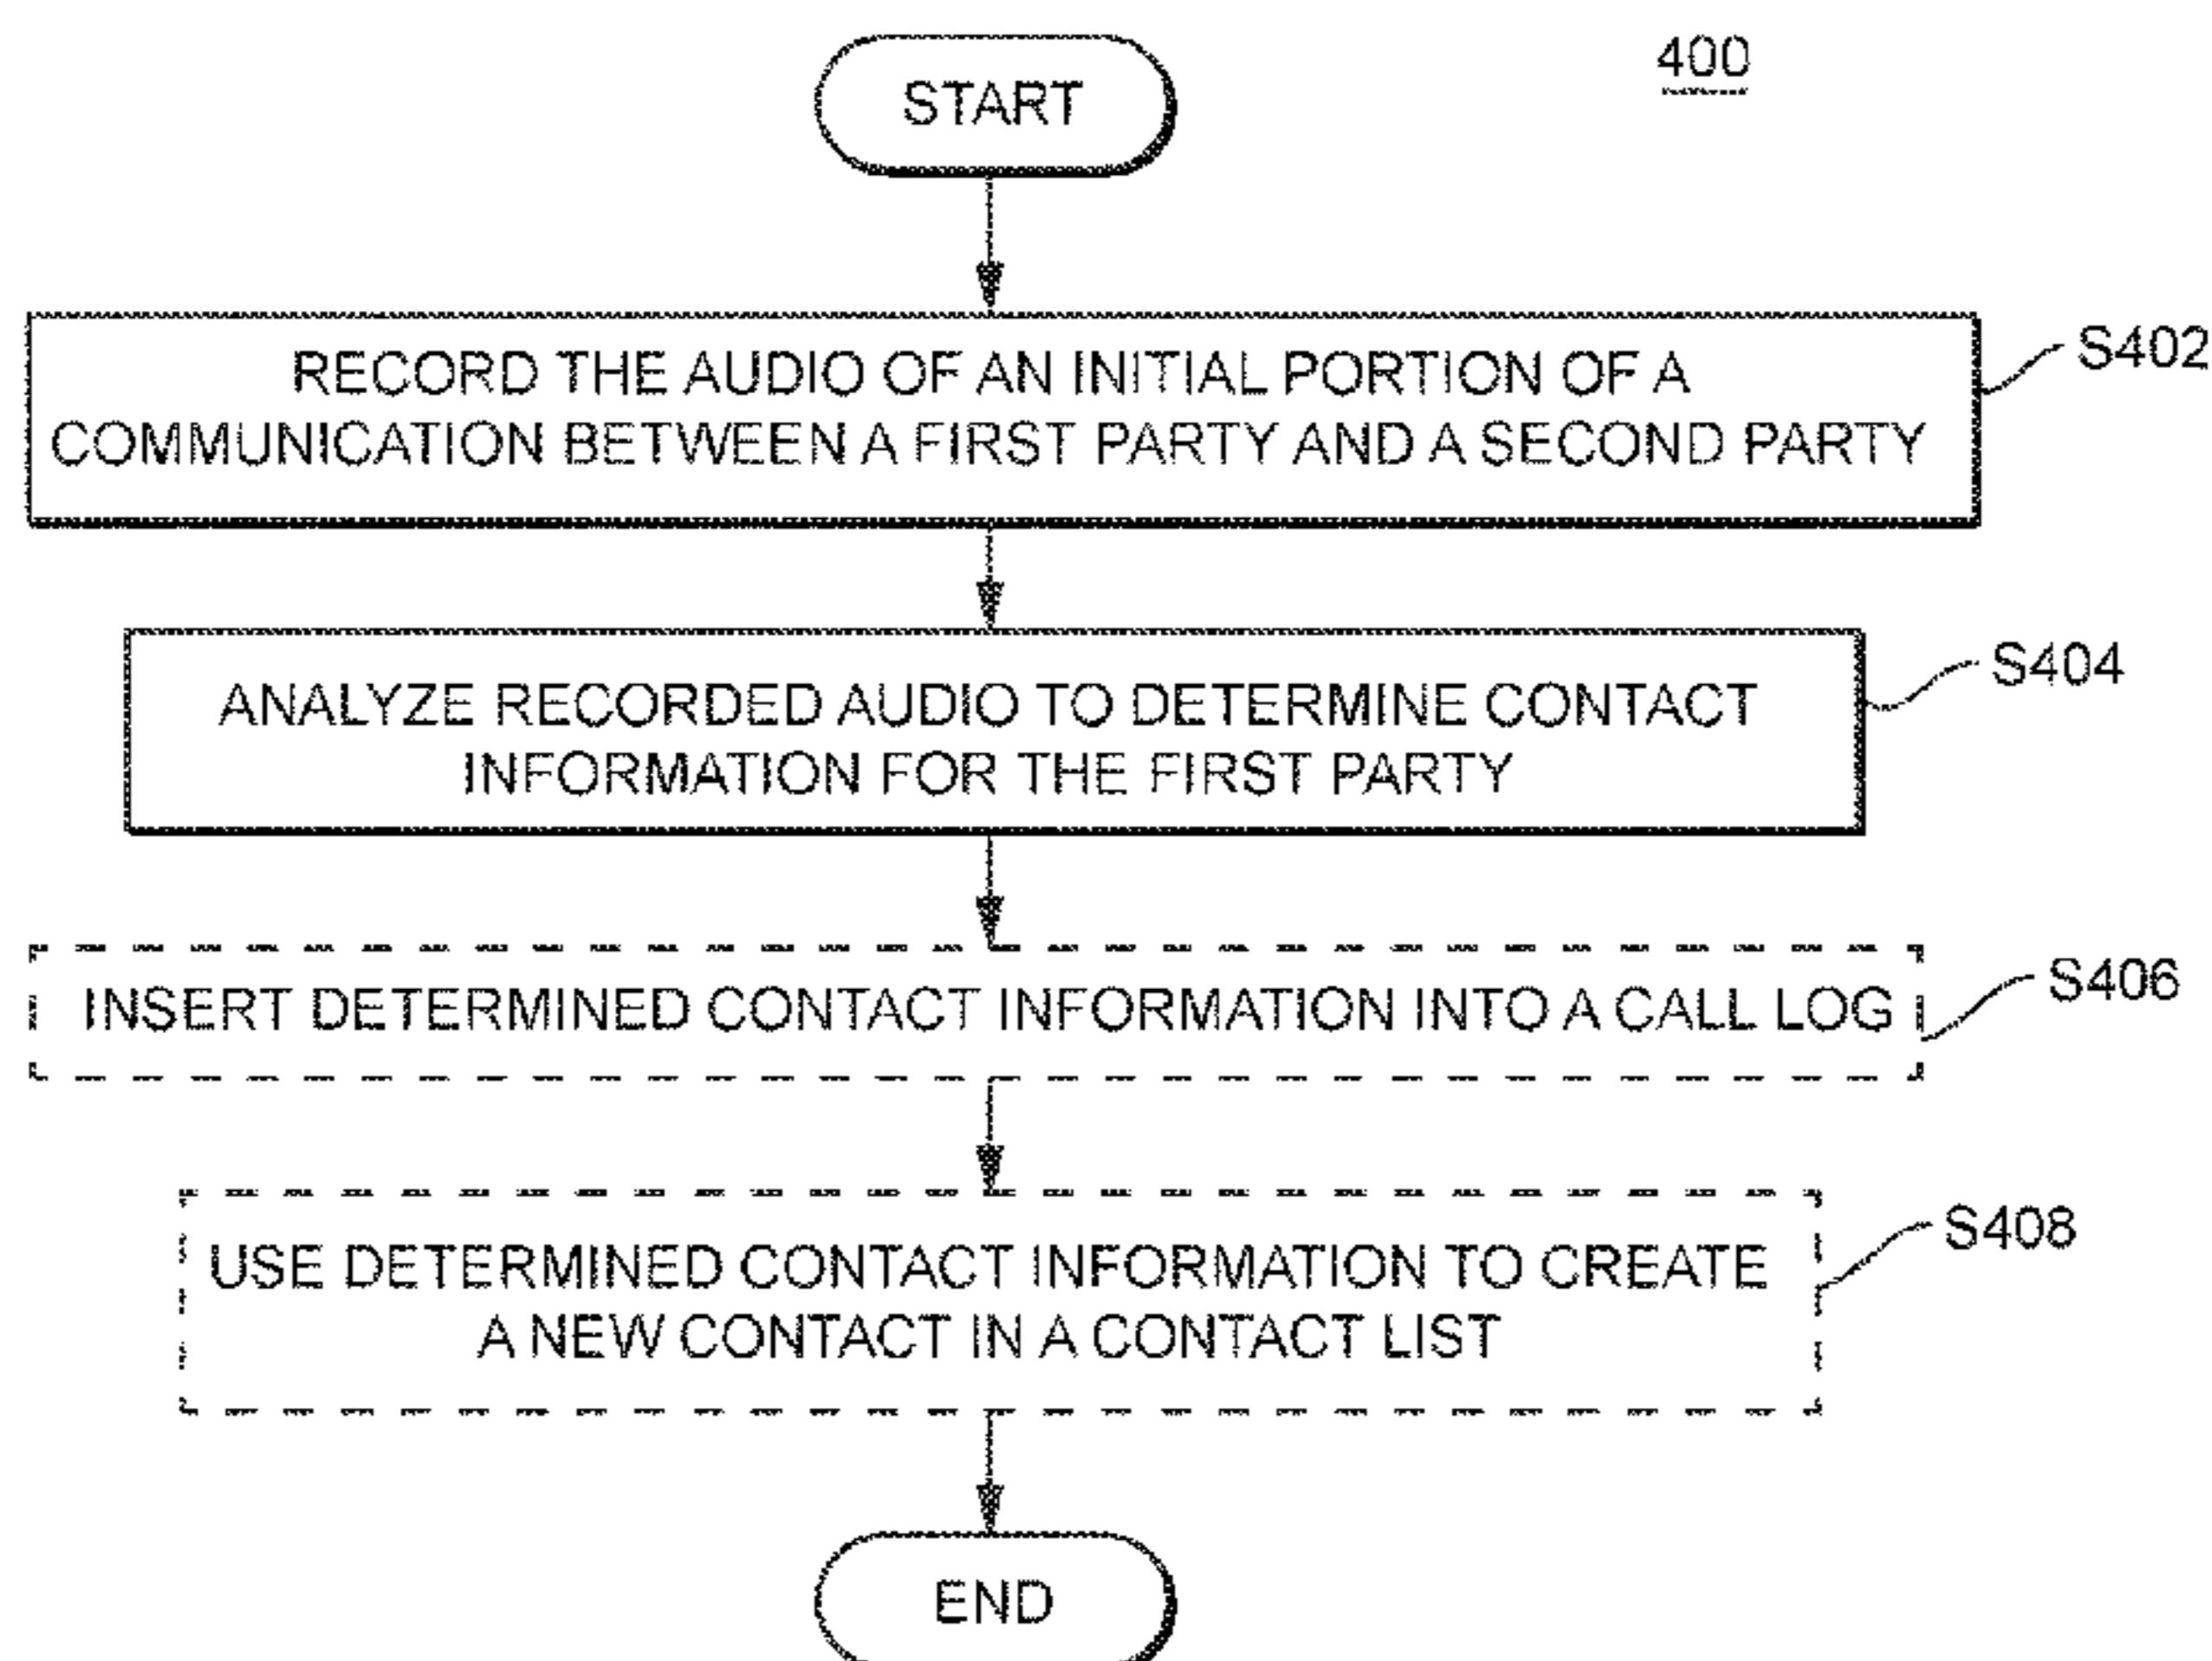 400
START
RECORD THE AUDIO OF AN INITIAL PORTION OF A
COMMUNICATION BETWEEN A FIRST PARTY AND A SECOND PARTY
S402
ANALYZE RECORDED AUDIO TO DETERMINE CONTACT
INFORMATION FOR THE FIRST PARTY
S404
INSERT DETERMINED CONTACT INFORMATION INTO A CALL LOG
S406
USE DETERMINED CONTACT INFORMATION TO CREATE
A NEW CONTACT IN A CONTACT LIST
S408
END